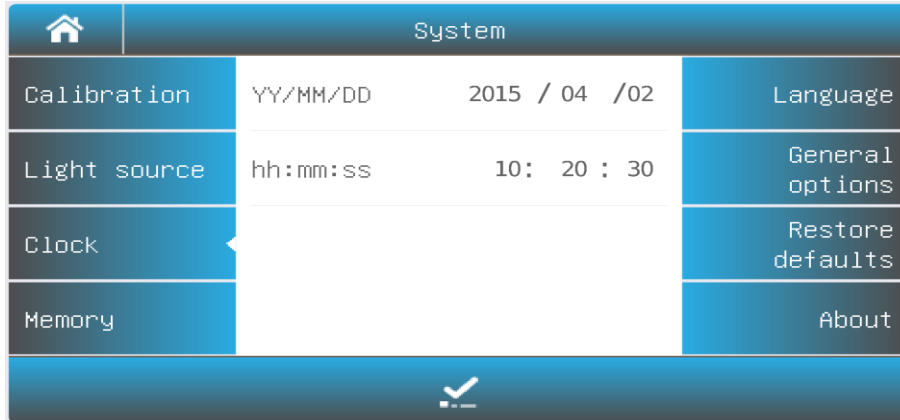 System
Calibration
YY/MM/DD 2015 / 04 /02
Language
Light source
hh:mm:ss 10: 20 : 30
General
options
Clock
Restore
defaults
Memory
About